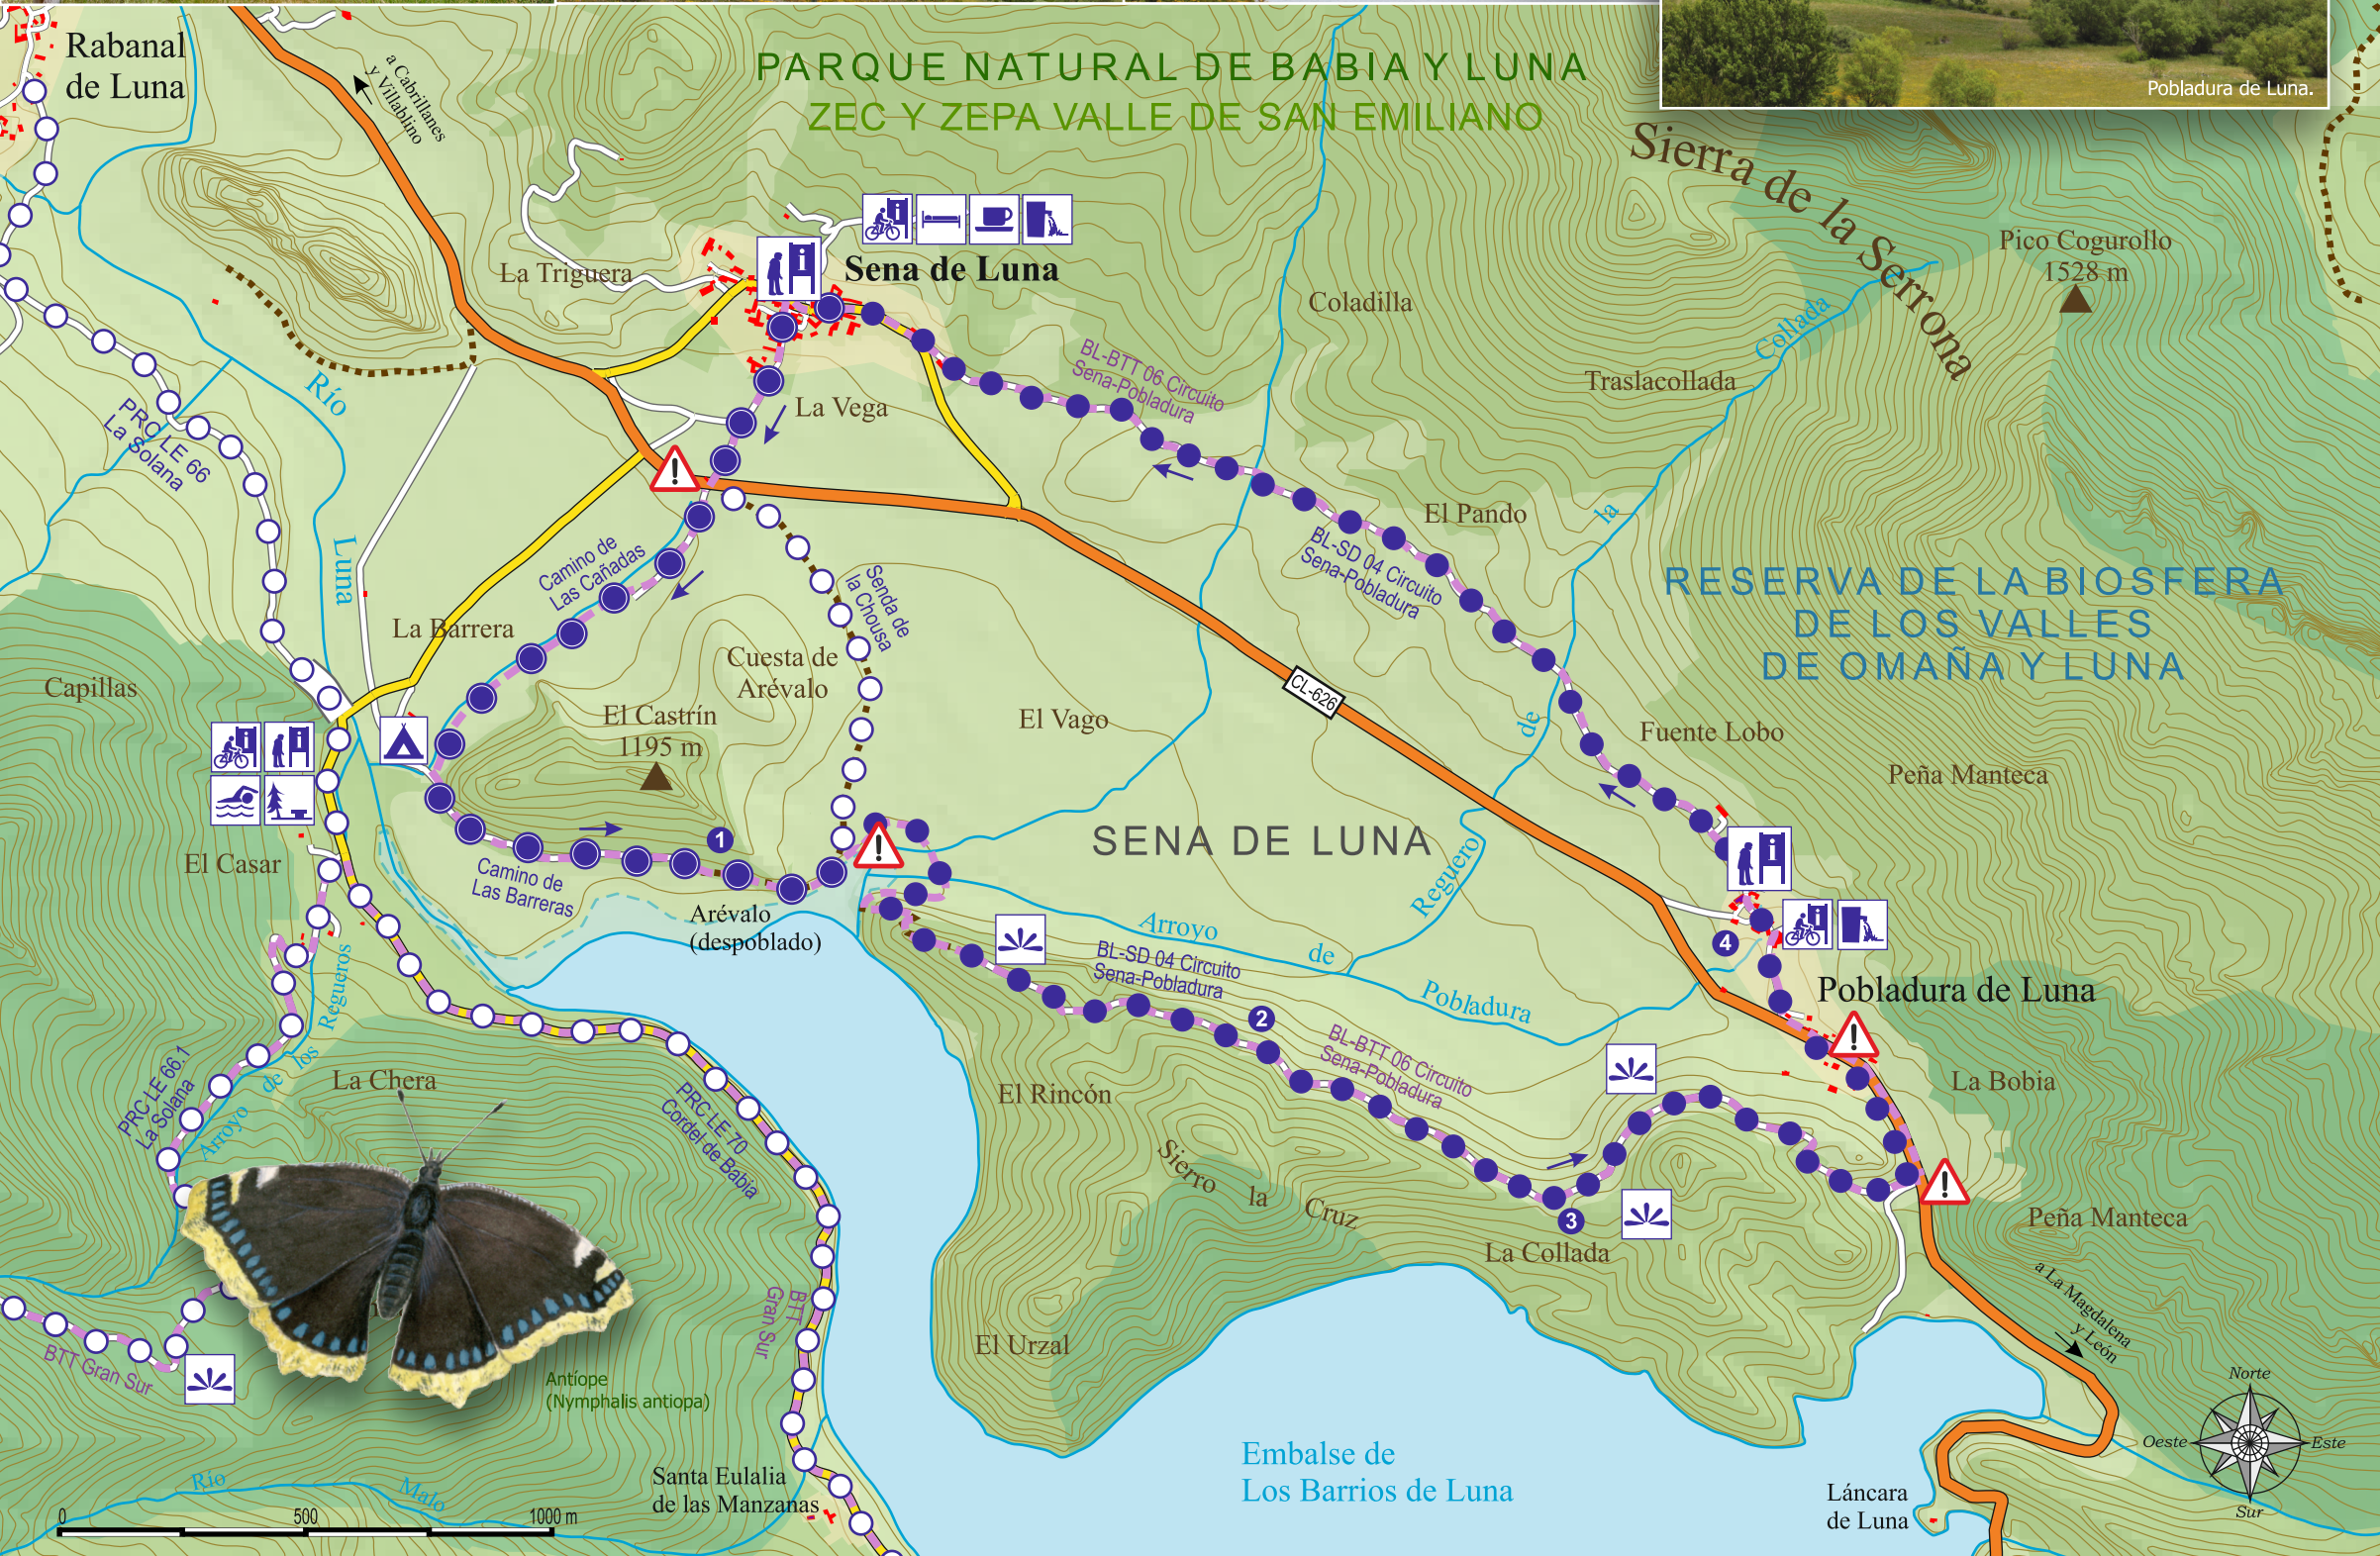 Pobladura de Luna.
Rabanal
de Luna
a Cabrillanes
y Villablino
PARQUE NATURAL DE BABIA Y LUNA
ZEC Y ZEPA VALLE DE SAN EMILIANO
Sierra de la Serrona
Pico Cogurollo
1528 m
La Triguera
Sena de Luna
Coladilla
Collada
la
de
Reguero
Traslacollada
BL-BTT 06 Circuito
Sena-Pobladura
La Vega
Río
Luna
PRC LE 66
La Solana
El Pando
BL-SD 04 Circuito
Sena-Pobladura
RESERVA DE LA BIOSFERA
DE LOS VALLES
DE OMAÑA Y LUNA
Camino de
Las Cañadas
Senda de
la Chousa
La Barrera
Cuesta de
Arévalo
Capillas
El Castrín
1195 m
El Vago
CL-626
Fuente Lobo
Peña Manteca
SENA DE LUNA
1
El Casar
Camino de
Las Barreras
Arévalo
(despoblado)
Arroyo de Pobladura
BL-SD 04 Circuito
Sena-Pobladura
4
Pobladura de Luna
2
BL-BTT 06 Circuito
Sena-Pobladura
Arroyo de los Regueros
La Chera
PRC LE 66.1
La Solana
PRC LE 70
Cordel de Babia
El Rincón
La Bobia
Sierro la Cruz
3
La Collada
Peña Manteca
a La Magdalena
y León
BTT
Gran Sur
El Urzal
BTT Gran Sur
Antíope
(Nymphalis antiopa)
Embalse de
Los Barrios de Luna
Santa Eulalia
de las Manzanas
Río Malo
Láncara
de Luna
Norte
Oeste
Este
Sur
0 500 1000 m